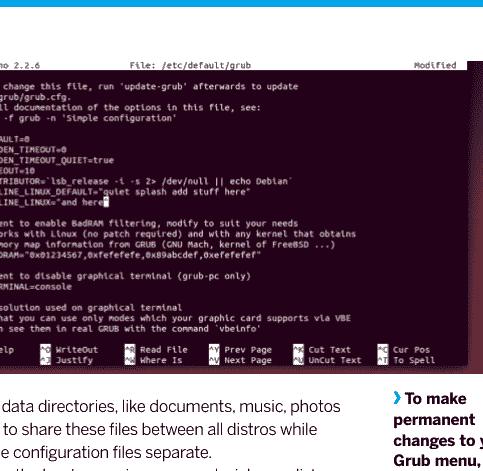 no 2.2.6 File: /etc/default/grub Modified
change this file, run 'update-grub' afterwards to update
grub/grub.cfg.
ll documentation of the options in this file, see:
-f grub -n 'Simple configuration'
AULT=0
DEN_TIMEOUT=0
DEN_TIMEOUT_QUIET=true
EOUT=10
TRIBUTOR=`lsb_release -i -s 2> /dev/null || echo Debian`
LINE_LINUX_DEFAULT="quiet splash add stuff here"
LINE_LINUX="and here"
ent to enable BadRAM filtering, modify to suit your needs
orks with Linux (no patch required) and with any kernel that obtains
mory map information from GRUB (GNU Mach, kernel of FreeBSD ...)
DRAM="0x01234567,0xfefefefe,0x89abcdef,0xefefefef"
ent to disable graphical terminal (grub-pc only)
RMINAL=console
solution used on graphical terminal
hat you can use only modes which your graphic card supports via VBE
n see them in real GRUB with the command `vbeinfo'
elp ^O WriteOut ^R Read File ^Y Prev Page ^K Cut Text ^C Cur Pos
^J Justify ^W Where Is ^V Next Page ^U UnCut Text ^T To Spell
data directories, like documents, music, photos
to share these files between all distros while
e configuration files separate.
To make
permanent
changes to y
Grub menu,